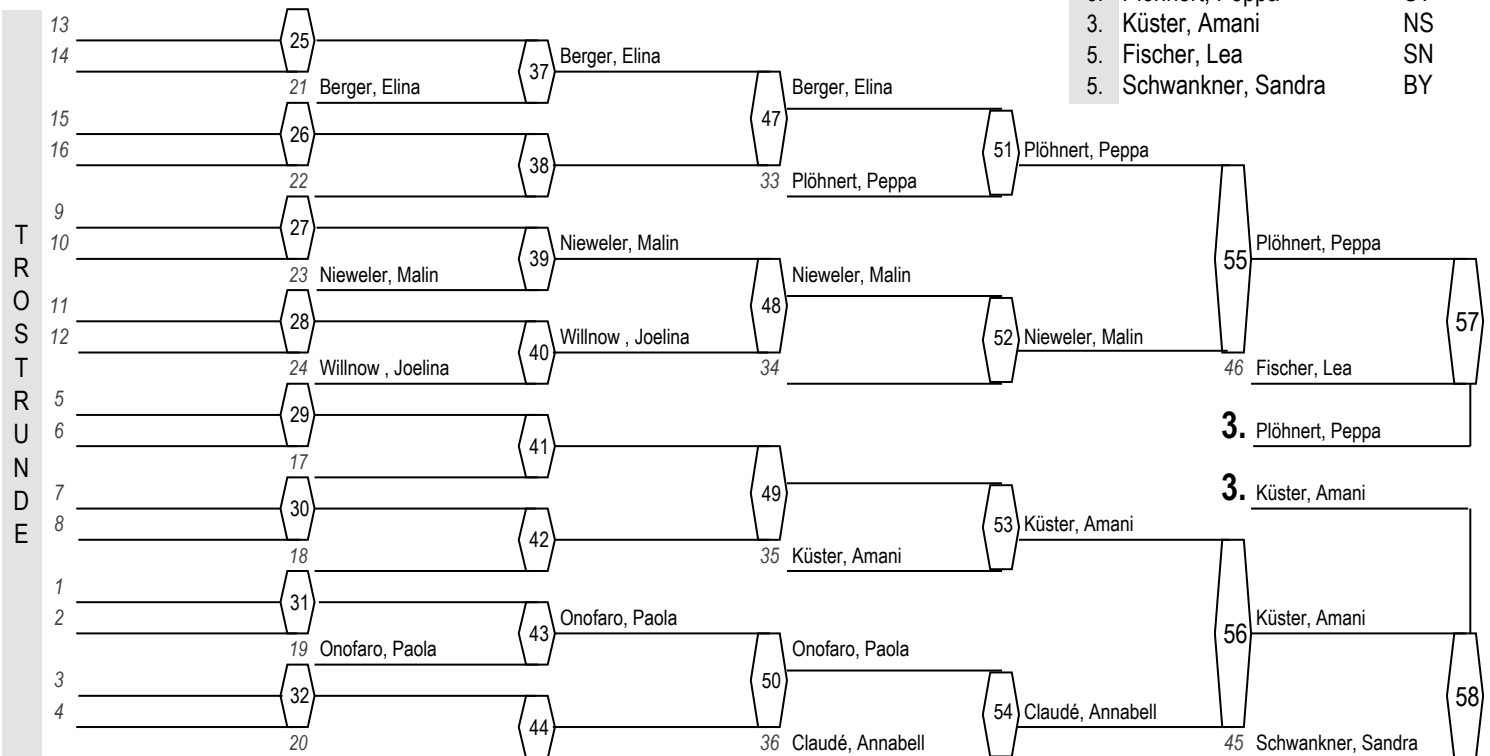 3. Plöhnert, Peppa
3. Küster, Amani NS
5. Fischer, Lea SN
5. Schwankner, Sandra BY
TROSTRUNDE
13
25
14
37 Berger, Elina
21 Berger, Elina
Berger, Elina
15
47
26
16
38
51 Plöhnert, Peppa
22
33 Plöhnert, Peppa
9
27
10
39 Nieweler, Malin
55 Plöhnert, Peppa
23 Nieweler, Malin
Nieweler, Malin
11
48
28
57
12
40 Willnow , Joelina
52 Nieweler, Malin
24 Willnow , Joelina
34
46 Fischer, Lea
5
29
6
41
3. Plöhnert, Peppa
17
7
49
3. Küster, Amani
30
8
42
53 Küster, Amani
18
35 Küster, Amani
1
31
2
43 Onofaro, Paola
56 Küster, Amani
19 Onofaro, Paola
Onofaro, Paola
3
50
32
58
4
44
54 Claudé, Annabell
20
36 Claudé, Annabell
45 Schwankner, Sandra